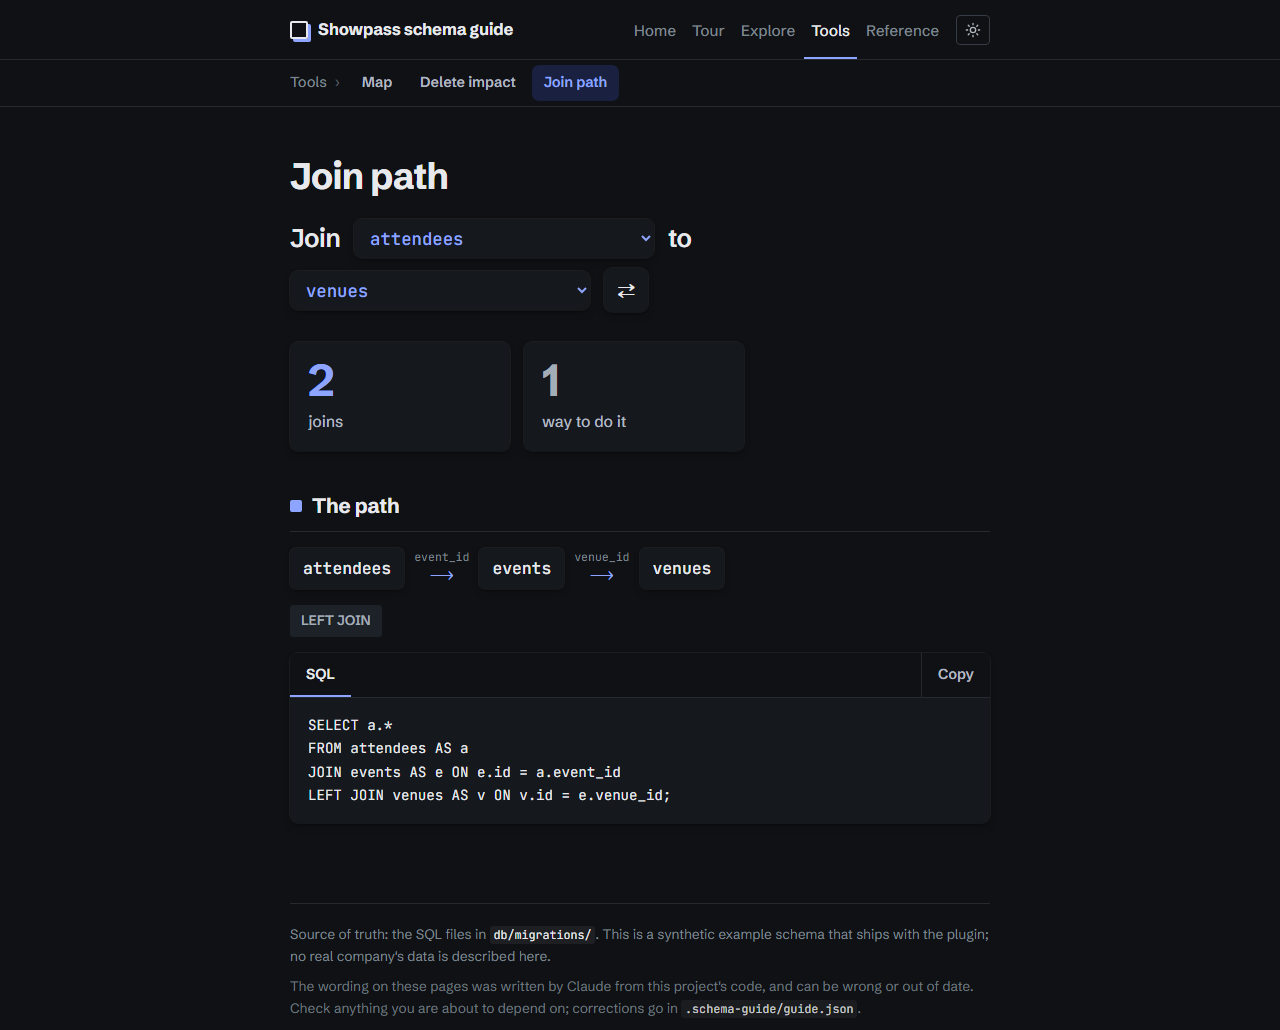 Showpass schema guide
Home Tour Explore Tools Reference
Tools › Map Delete impact Join path
Join path
Join attendees to
venues ⇄
2
joins
1
way to do it
The path
attendees event_id ⟶ events venue_id ⟶ venues
LEFT JOIN
SQL Copy
SELECT a.*
FROM attendees AS a
JOIN events AS e ON e.id = a.event_id
LEFT JOIN venues AS v ON v.id = e.venue_id;
Source of truth: the SQL files in db/migrations/. This is a synthetic example schema that ships with the plugin;
no real company's data is described here.
The wording on these pages was written by Claude from this project's code, and can be wrong or out of date.
Check anything you are about to depend on; corrections go in .schema-guide/guide.json.